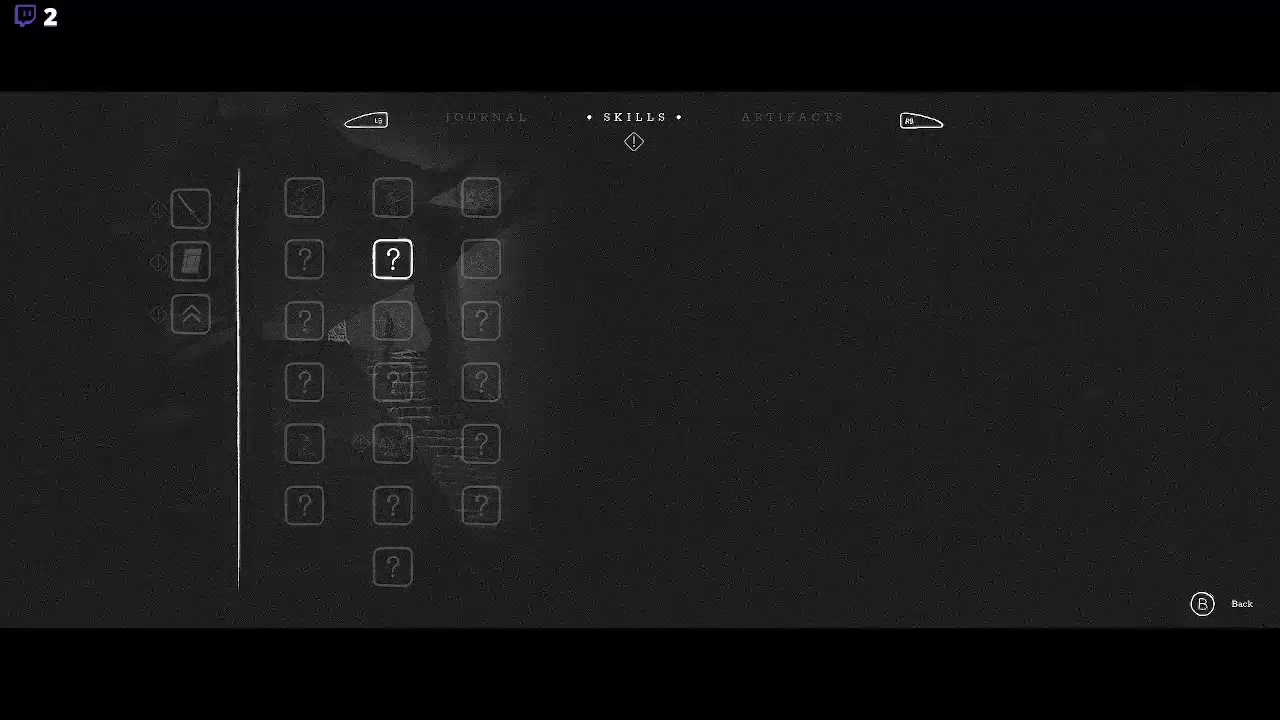 2
LB JOURNAL • SKILLS • ARTIFACTS RB
!
?
?
? ?
? ? ?
?
? ? ?
?
B Back